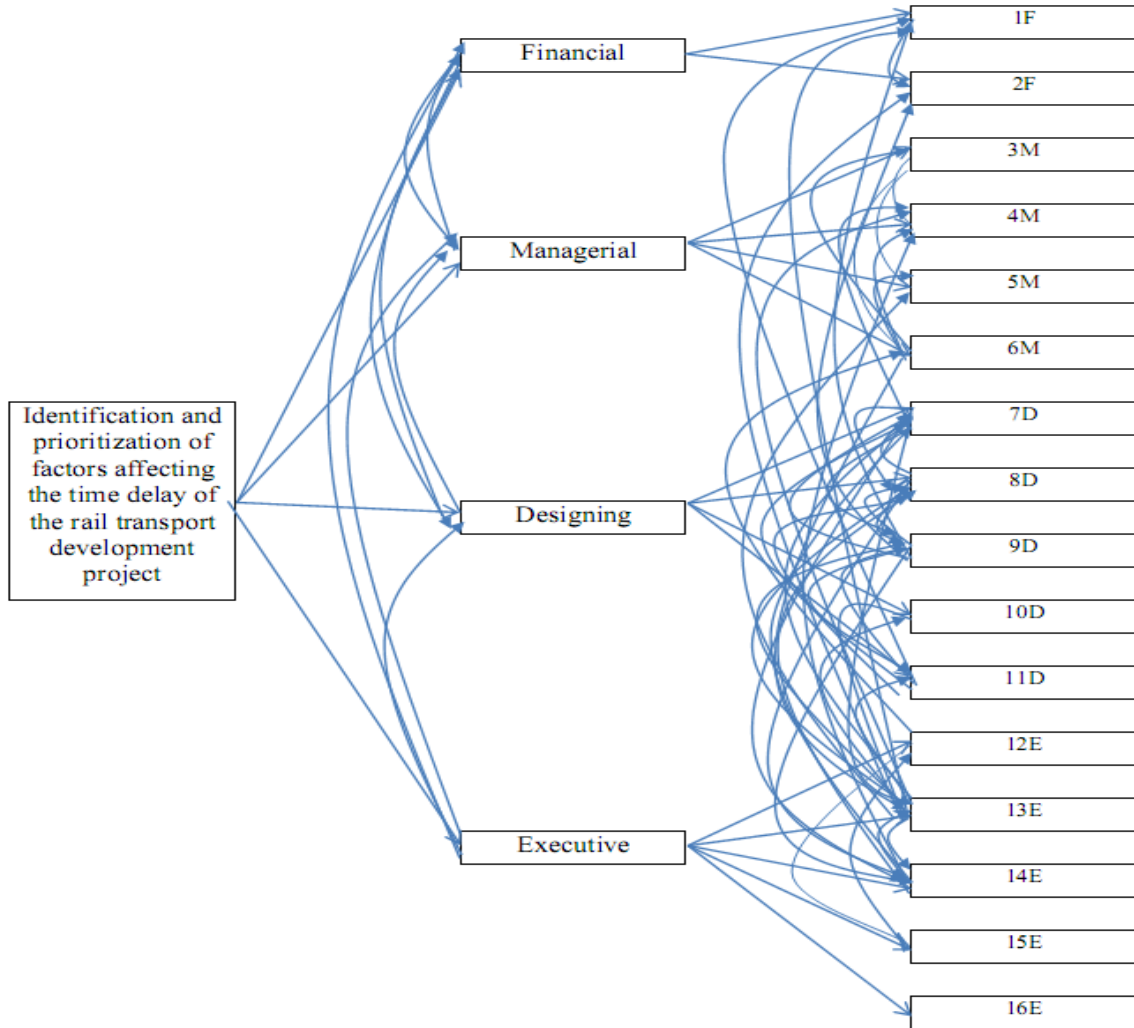 Identification and
prioritization of
factors affecting
the time delay of
the rail transport
development
project
Financial
Managerial
Designing
Executive
1F
2F
3M
4M
5M
6M
7D
8D
9D
10D
11D
12E
13E
14E
15E
16E